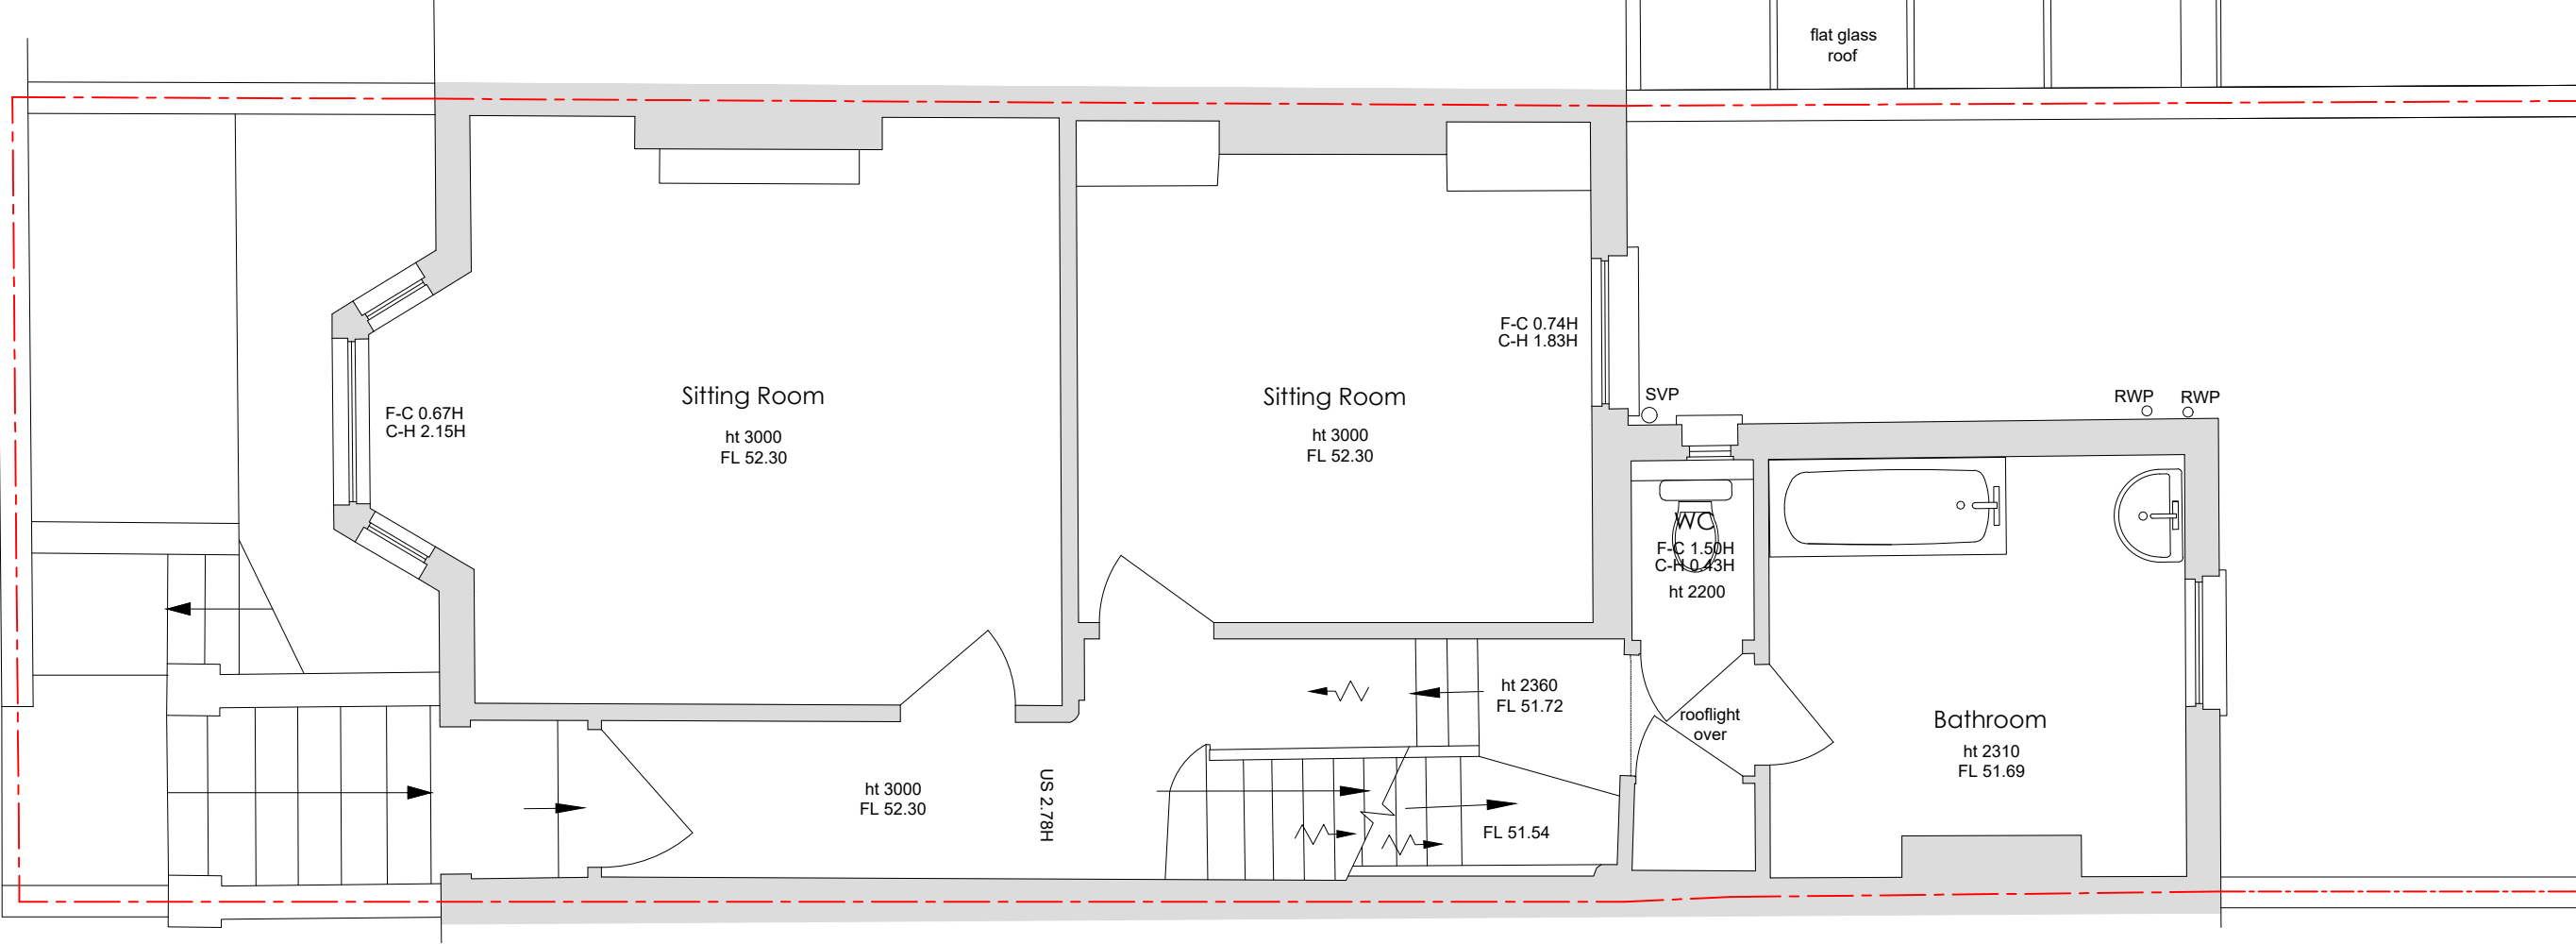 flat glass
roof
F-C 0.74H
C-H 1.83H
Sitting Room
ht 3000
FL 52.30
Sitting Room
ht 3000
FL 52.30
F-C 0.67H
C-H 2.15H
SVP
RWP
RWP
WC
F-C 1.50H
C-H 0.43H
ht 2200
ht 2360
FL 51.72
rooflight
over
Bathroom
ht 2310
FL 51.69
ht 3000
FL 52.30
US 2.78H
FL 51.54